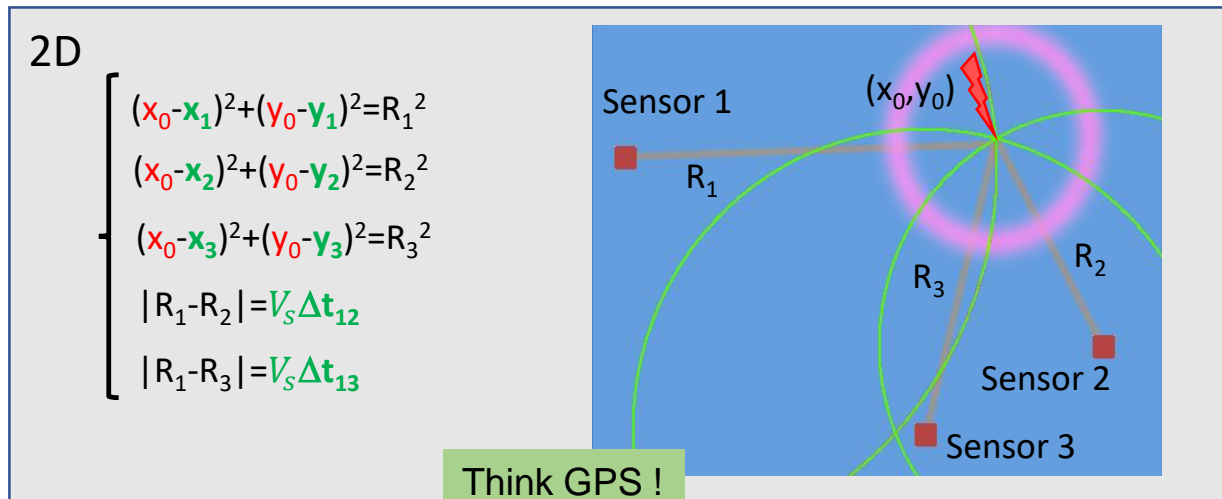 2D
(x₀-x₁)²+(y₀-y₁)²=R₁²
(x₀-x₂)²+(y₀-y₂)²=R₂²
(x₀-x₃)²+(y₀-y₃)²=R₃²
|R₁-R₂|=V_SΔt₁₂
|R₁-R₃|=V_SΔt₁₃
Sensor 1
(x₀,y₀)
R₁
R₃
R₂
Sensor 2
Sensor 3
Think GPS !